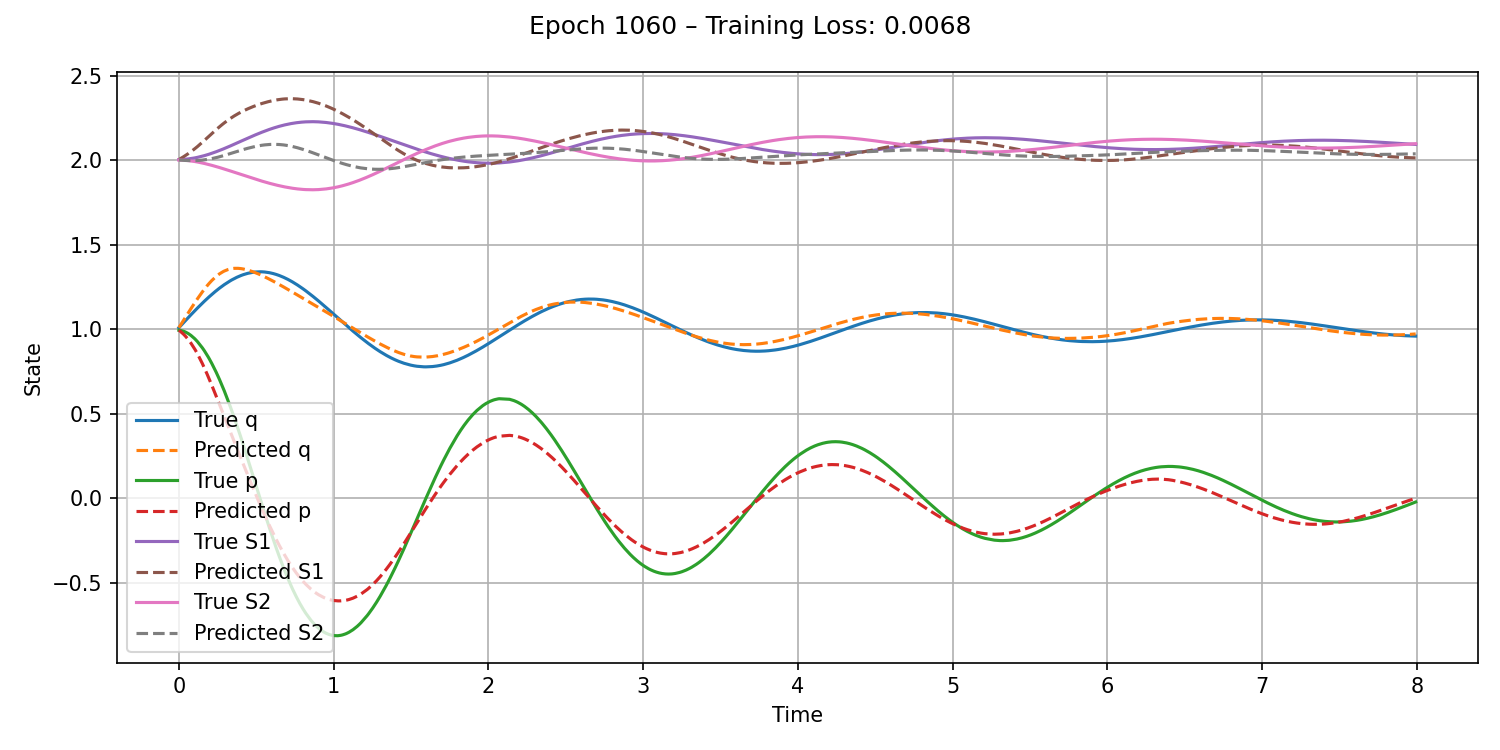 Epoch 1060 – Training Loss: 0.0068
2.5
2.0
1.5
1.0
0.5
0.0
−0.5
State
True q
Predicted q
True p
Predicted p
True S1
Predicted S1
True S2
Predicted S2
0 1 2 3 4 5 6 7 8
Time